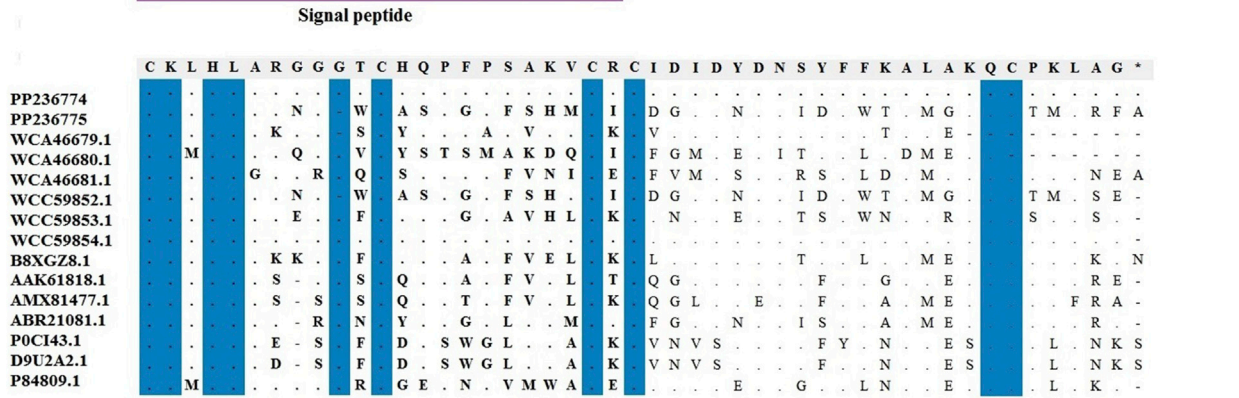 Signal peptide
C K L H L A R G G G T C H Q P F P S A K V C R C I D I D Y D N S Y F F K A L A K Q C P K L A G *
PP236774 . . . . . . . . . . . . . . . . . . . . . . . . . . . . . . . . . . . . . . . . . . . . . . . .
PP236775 . . . . . . . N . - W . A S . G . F S H M . I . D G . . N . . I D . W T . M G . . . T M . R F A
WCA46679.1 . . . . . . K . . - S . Y . . . A . V . . . K . V . . . . . . . . . . T . . E - - - - - - - - -
WCA46680.1 . . M . . . . Q . . V . Y S T S M A K D Q . I . F G M . E . I T . . L . D M E . . - - - - - - -
WCA46681.1 . . . . . G . . R . Q . S . . . . F V N I . E . F V M . S . . R S . L D . M . . . . . . . N E A
WCC59852.1 . . . . . . . N . - W . A S . G . F S H . . I . D G . . N . . I D . W T . M G . . . T M . S E -
WCC59853.1 . . . . . . . E . . F . . . . G . A V H L . K . . N . . E . . T S . W N . . R . . . S . . S . -
WCC59854.1 . . . . . . . . . . . . . . . . . . . . . . . . . . . . . . . . . . . . . . . . . . . . . . . -
B8XGZ8.1 . . . . . . K K . . F . . . . A . F V E L . K . L . . . . . . T . . L . . M E . . . . . . K . N
AAK61818.1 . . . . . . S - . . S . Q . . A . F V . L . T . Q G . . . . . . F . . G . . E . . . . . . R E -
AMX81477.1 . . . . . . S - S . S . Q . . T . F V . L . K . Q G L . . E . . F . . A . M E . . . . . F R A -
ABR21081.1 . . . . . . . . R . N . Y . . G . L . . M . . . F G . . N . . I S . . A . M E . . . . . . R . -
P0CI43.1 . . . . . . E - S . F . D . S W G L . . A . K . V N V S . . . . F Y . N . . E S . . . L . N K S
D9U2A2.1 . . . . . . D - S . F . D . S W G L . . A . K . V N V S . . . . F . . N . . E S . . . L . N K S
P84809.1 . . M . . . . . . . R . G E . N . V M W A . E . . . . . E . . G . . L N . . E . . . . L . K . -